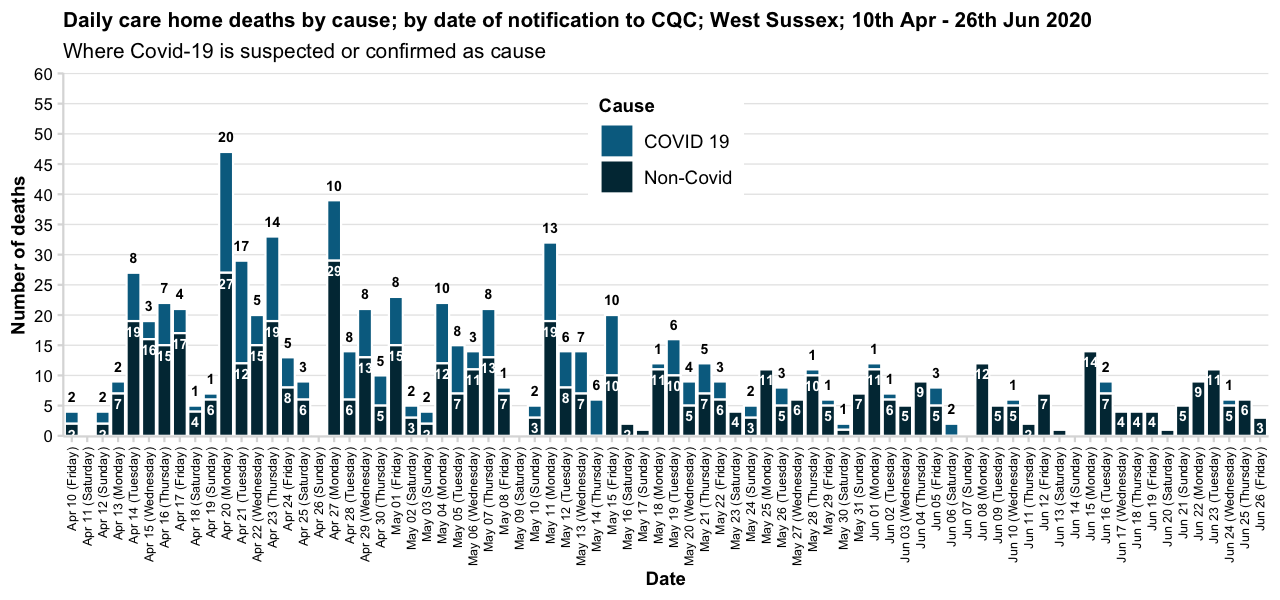 Daily care home deaths by cause; by date of notification to CQC; West Sussex; 10th Apr - 26th Jun 2020
Where Covid-19 is suspected or confirmed as cause
Number of deaths
60
55
50
45
40
35
30
25
20
15
10
5
0
Cause
COVID 19
Non-Covid
2 2 2 8 3 7 4 1 1 20 17 5 14 5 3 10 8 8 5 8 2 2 10 8 3 8 1 2 13 6 7 6 10 1 6 4 5 3 2 3 1 1 1 1 1 3 2 1 2 1
2 2 7 19 16 15 17 4 6 27 12 15 19 8 6 29 6 13 5 15 3 2 12 7 11 13 7 3 19 8 7 10 2 11 10 5 7 6 4 3 11 5 6 10 5 7 11 6 5 9 5 12 5 5 2 7 14 7 4 4 4 5 9 11 5 6 3
Apr 10 (Friday)
Apr 11 (Saturday)
Apr 12 (Sunday)
Apr 13 (Monday)
Apr 14 (Tuesday)
Apr 15 (Wednesday)
Apr 16 (Thursday)
Apr 17 (Friday)
Apr 18 (Saturday)
Apr 19 (Sunday)
Apr 20 (Monday)
Apr 21 (Tuesday)
Apr 22 (Wednesday)
Apr 23 (Thursday)
Apr 24 (Friday)
Apr 25 (Saturday)
Apr 26 (Sunday)
Apr 27 (Monday)
Apr 28 (Tuesday)
Apr 29 (Wednesday)
Apr 30 (Thursday)
May 01 (Friday)
May 02 (Saturday)
May 03 (Sunday)
May 04 (Monday)
May 05 (Tuesday)
May 06 (Wednesday)
May 07 (Thursday)
May 08 (Friday)
May 09 (Saturday)
May 10 (Sunday)
May 11 (Monday)
May 12 (Tuesday)
May 13 (Wednesday)
May 14 (Thursday)
May 15 (Friday)
May 16 (Saturday)
May 17 (Sunday)
May 18 (Monday)
May 19 (Tuesday)
May 20 (Wednesday)
May 21 (Thursday)
May 22 (Friday)
May 23 (Saturday)
May 24 (Sunday)
May 25 (Monday)
May 26 (Tuesday)
May 27 (Wednesday)
May 28 (Thursday)
May 29 (Friday)
May 30 (Saturday)
May 31 (Sunday)
Jun 01 (Monday)
Jun 02 (Tuesday)
Jun 03 (Wednesday)
Jun 04 (Thursday)
Jun 05 (Friday)
Jun 06 (Saturday)
Jun 07 (Sunday)
Jun 08 (Monday)
Jun 09 (Tuesday)
Jun 10 (Wednesday)
Jun 11 (Thursday)
Jun 12 (Friday)
Jun 13 (Saturday)
Jun 14 (Sunday)
Jun 15 (Monday)
Jun 16 (Tuesday)
Jun 17 (Wednesday)
Jun 18 (Thursday)
Jun 19 (Friday)
Jun 20 (Saturday)
Jun 21 (Sunday)
Jun 22 (Monday)
Jun 23 (Tuesday)
Jun 24 (Wednesday)
Jun 25 (Thursday)
Jun 26 (Friday)
Date